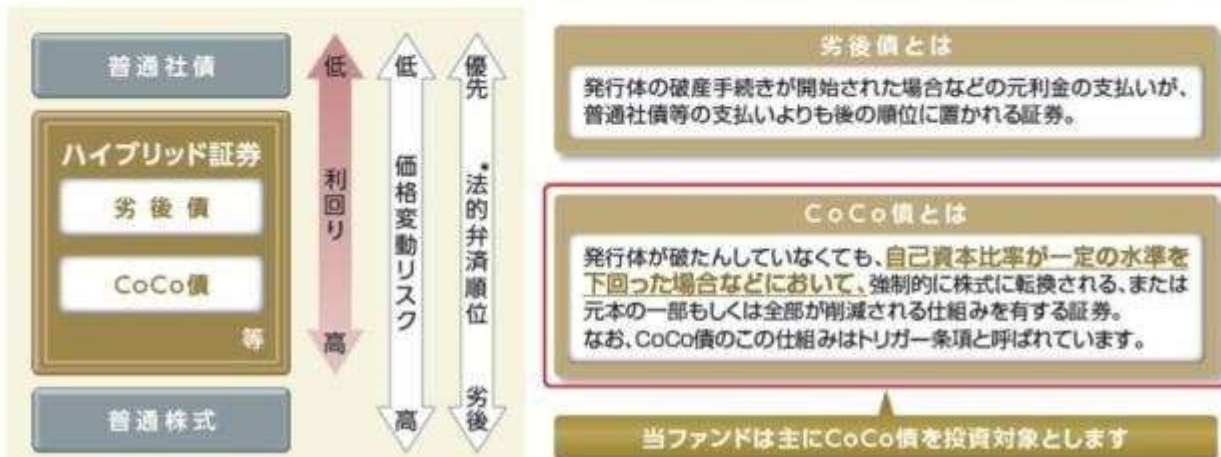 普通社債
ハイブリッド証券
劣後債
CoCo債
等
普通株式
低
利回り
高
低
価格変動リスク
高
優先
*法的弁済順位
劣後
劣後債とは
発行体の破産手続きが開始された場合などの元利金の支払いが、
普通社債等の支払いよりも後の順位に置かれる証券。
CoCo債とは
発行体が破たんしていなくても、自己資本比率が一定の水準を
下回った場合などにおいて、強制的に株式に転換される、または
元本の一部もしくは全部が削減される仕組みを有する証券。
なお、CoCo債のこの仕組みはトリガー条項と呼ばれています。
当ファンドは主にCoCo債を投資対象とします